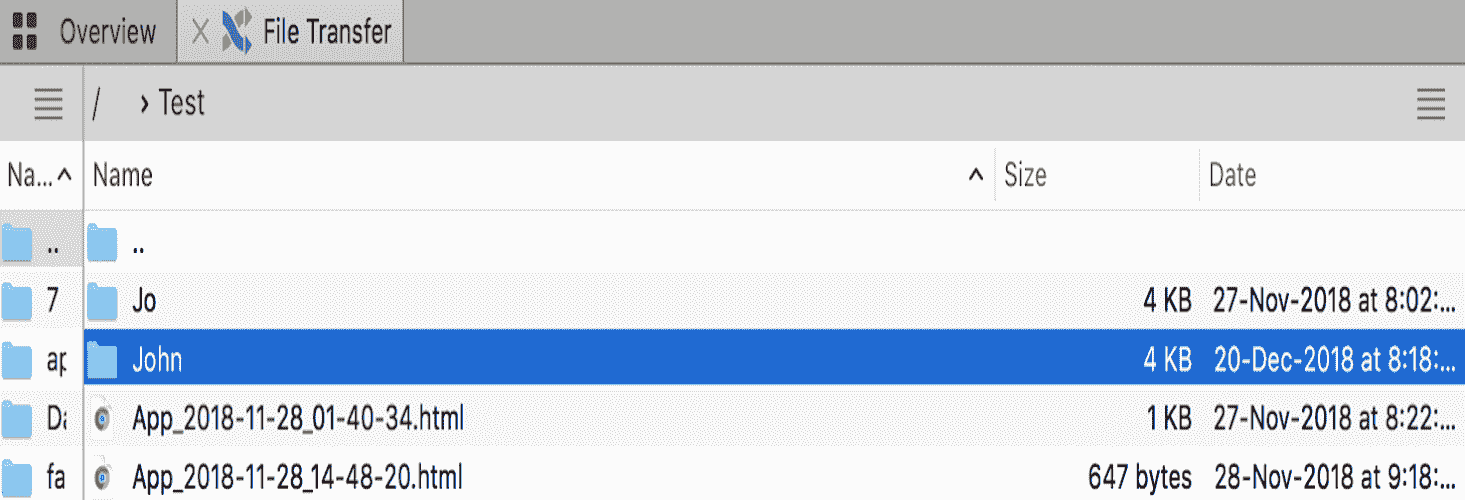 Overview File Transfer
/ › Test
Na... Name Size Date
.. ..
7 Jo 4 KB 27-Nov-2018 at 8:02:...
ap John 4 KB 20-Dec-2018 at 8:18:...
Da App_2018-11-28_01-40-34.html 1 KB 27-Nov-2018 at 8:22:...
fa App_2018-11-28_14-48-20.html 647 bytes 28-Nov-2018 at 9:18:...